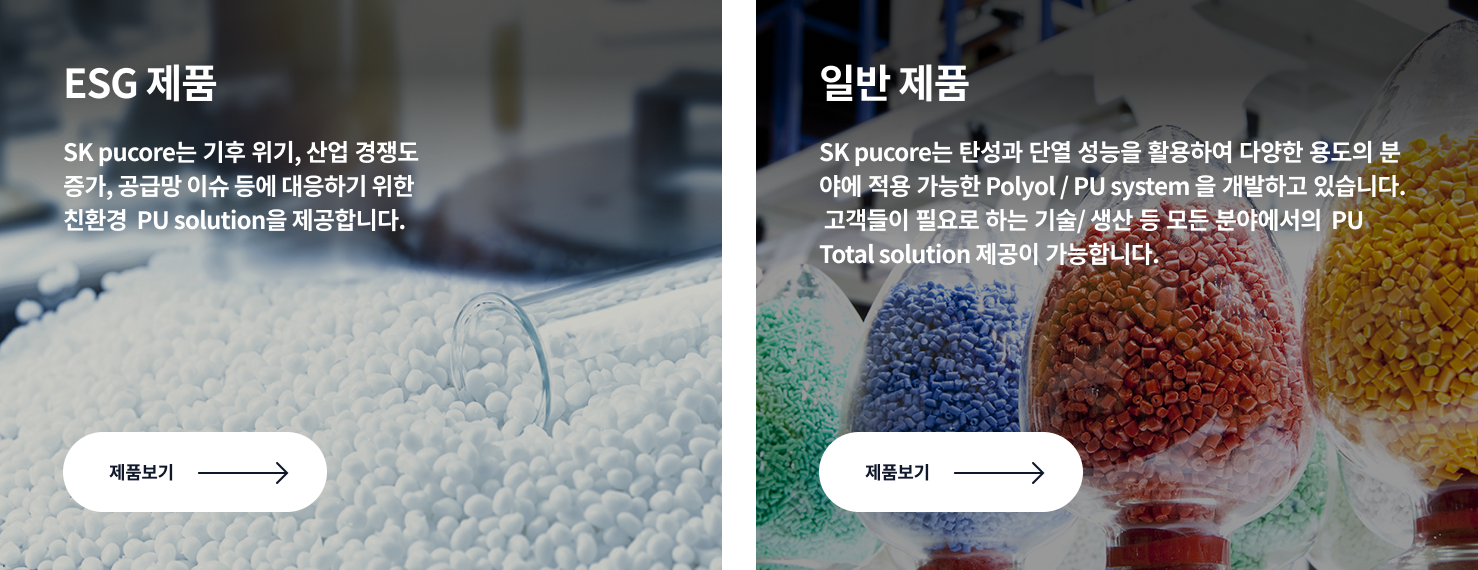 ESG 제품
SK pucore는 기후 위기, 산업 경쟁도
증가, 공급망 이슈 등에 대응하기 위한
친환경 PU solution을 제공합니다.
제품보기
일반 제품
SK pucore는 탄성과 단열 성능을 활용하여 다양한 용도의 분
야에 적용 가능한 Polyol / PU system 을 개발하고 있습니다.
고객들이 필요로 하는 기술/ 생산 등 모든 분야에서의 PU
Total solution 제공이 가능합니다.
제품보기